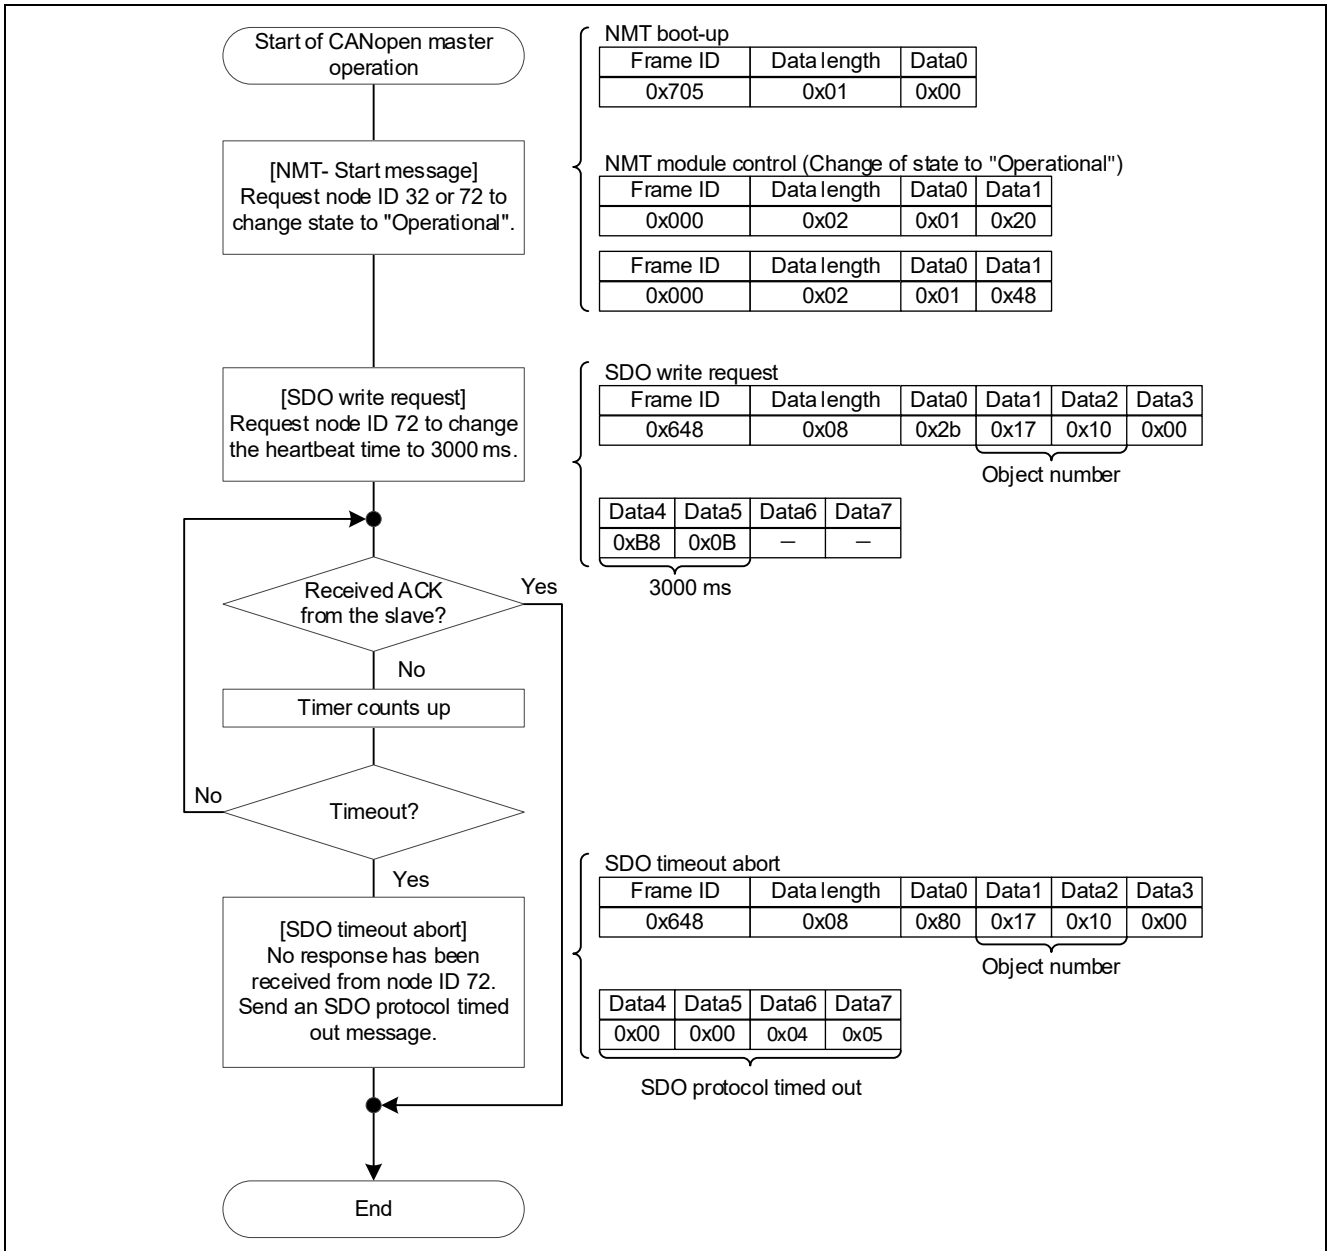 Start of CANopen master
operation
NMT boot-up
Frame ID Data length Data0
0x705 0x01 0x00
[NMT- Start message]
Request node ID 32 or 72 to
change state to "Operational".
NMT module control (Change of state to "Operational")
Frame ID Data length Data0 Data1
0x000 0x02 0x01 0x20
Frame ID Data length Data0 Data1
0x000 0x02 0x01 0x48
[SDO write request]
Request node ID 72 to change
the heartbeat time to 3000 ms.
SDO write request
Frame ID Data length Data0 Data1 Data2 Data3
0x648 0x08 0x2b 0x17 0x10 0x00
Object number
Data4 Data5 Data6 Data7
0xB8 0x0B － －
3000 ms
Received ACK
from the slave?
Yes
No
Timer counts up
Timeout?
No
Yes
[SDO timeout abort]
No response has been
received from node ID 72.
Send an SDO protocol timed
out message.
SDO timeout abort
Frame ID Data length Data0 Data1 Data2 Data3
0x648 0x08 0x80 0x17 0x10 0x00
Object number
Data4 Data5 Data6 Data7
0x00 0x00 0x04 0x05
SDO protocol timed out
End